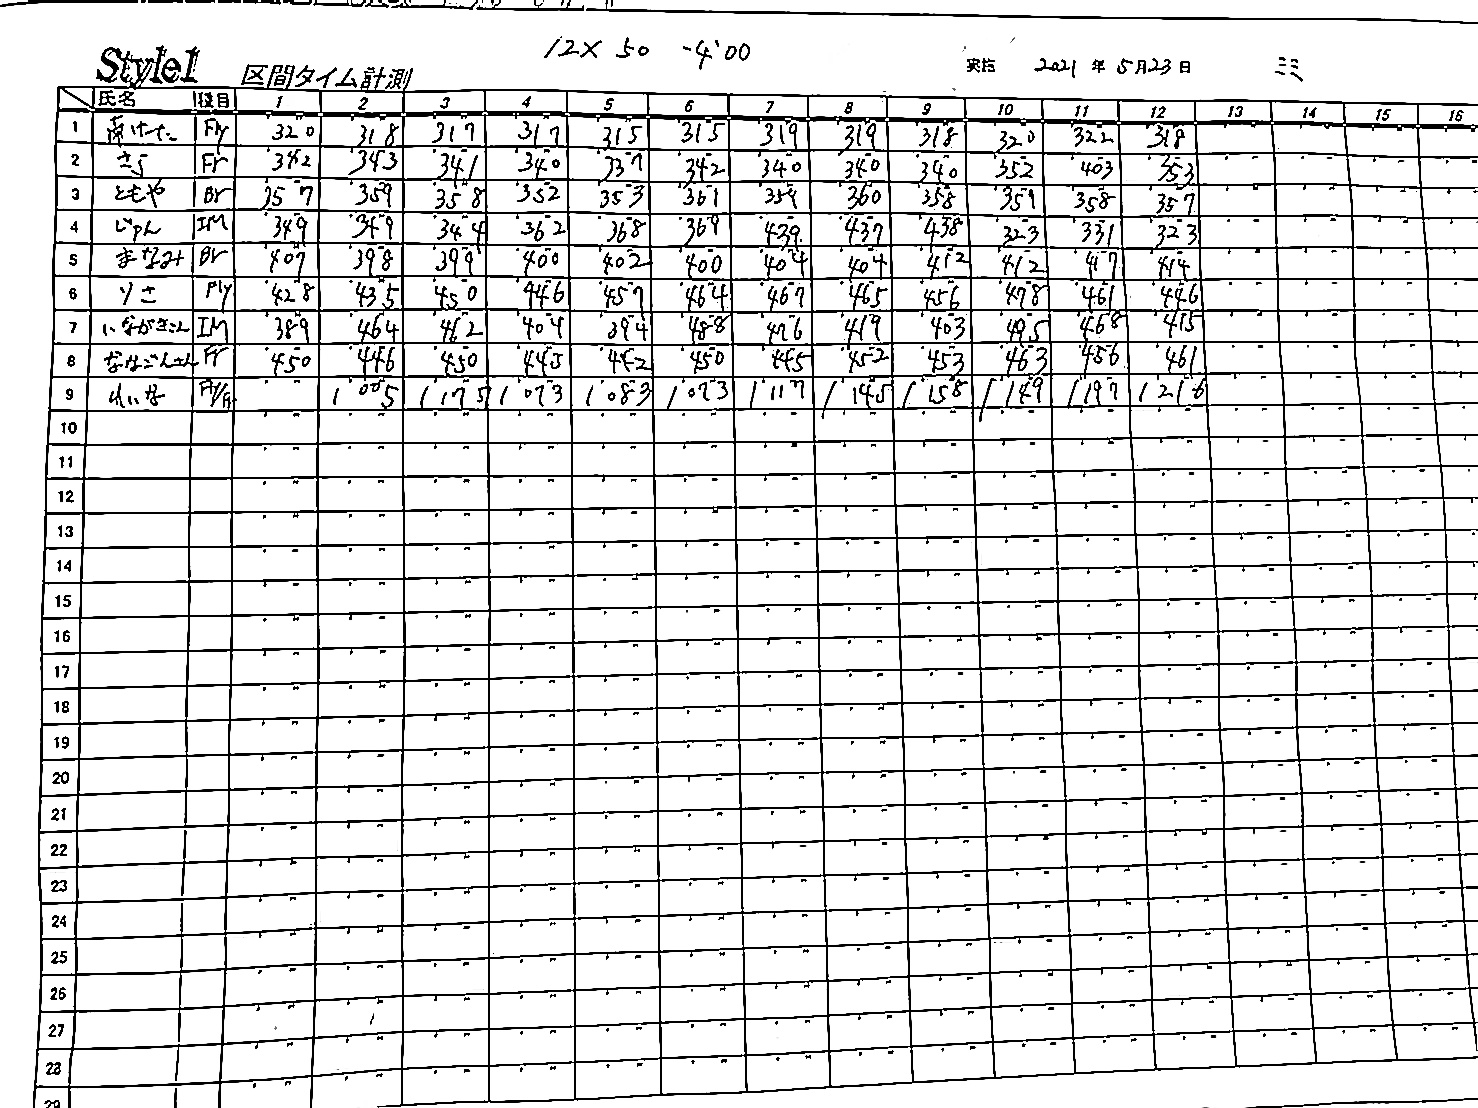 12× 50 -4'00
Style1 区間タイム計測 実施 2021 年 5月23日 ミミ
氏名 種目 1 2 3 4 5 6 7 8 9 10 11 12 13 14 15 16
1 Fly 320 318 317 317 315 315 319 319 318 320 322 318
2 さら Fr 342 343 341 340 337 342 340 340 340 352 403 353
3 ともや Br 357 359 358 352 353 361 359 360 358 359 358 357
4 じゅん IM 349 349 344 362 368 369 439 437 438 323 331 323
5 まなみ Br 407 398 399 400 402 400 404 404 412 412 417 414
6 りさ Fly 428 435 450 446 457 464 467 465 456 478 461 446
7 いながきさん IM 389 464 462 404 394 488 476 419 403 495 468 415
8 ななごんさん Fr 450 446 450 445 442 450 445 452 453 463 456 461
9 れいな Fly/Fr 1 005 1 175 1 073 1 083 1 073 1 117 1 145 1 158 1 149 1 197 1 216
10
11
12
13
14
15
16
17
18
19
20
21
22
23
24
25
26
27
28
29